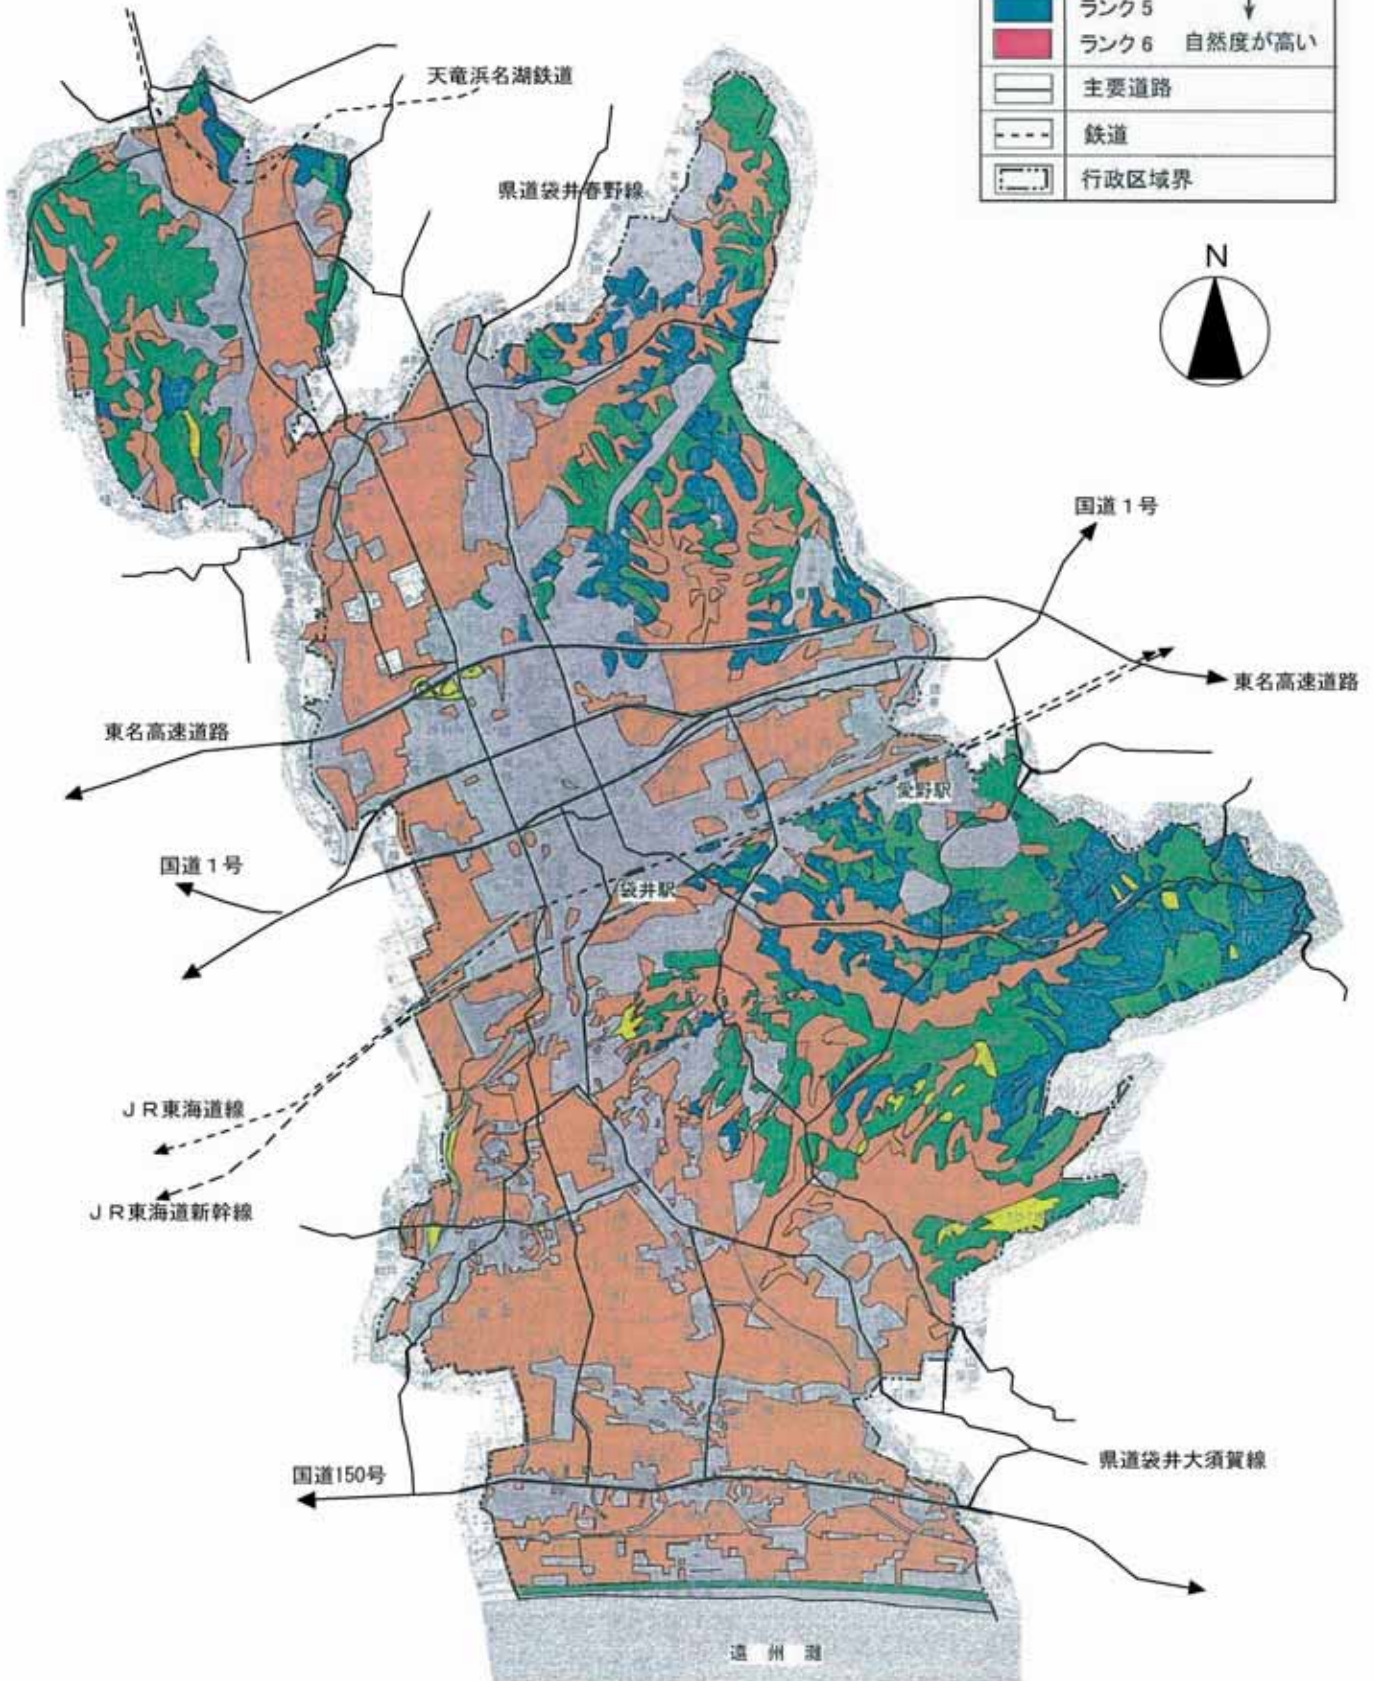 ランク5
ランク6 自然度が高い
主要道路
鉄道
行政区域界
天竜浜名湖鉄道
県道袋井春野線
N
国道1号
東名高速道路
東名高速道路
愛野駅
国道1号
袋井駅
JR東海道線
JR東海道新幹線
県道袋井大須賀線
国道150号
遠州灘